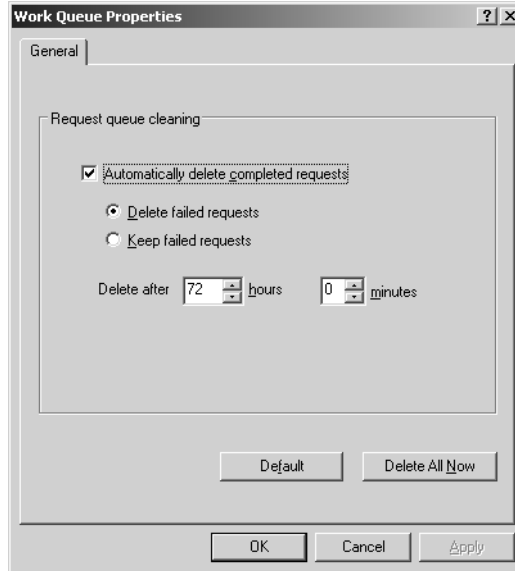 Work Queue Properties
General
Request queue cleaning
Automatically delete completed requests
Delete failed requests
Keep failed requests
Delete after 72 hours 0 minutes
Default Delete All Now
OK Cancel Apply